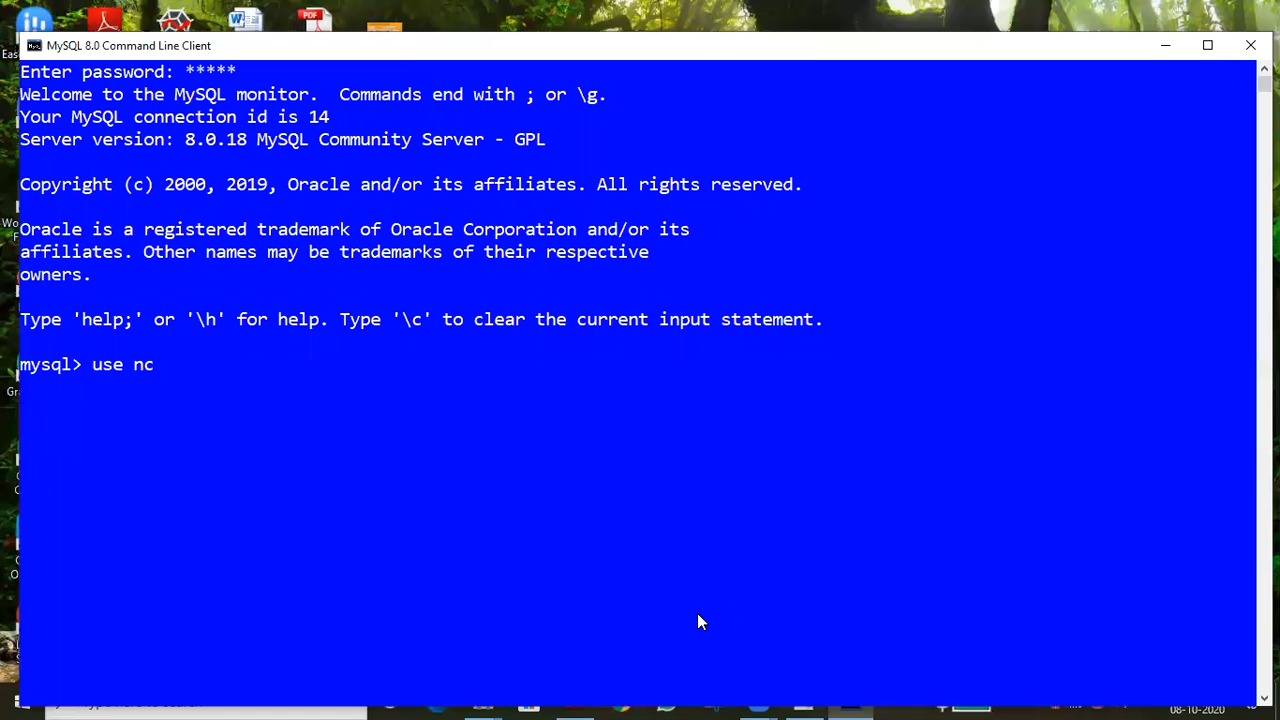 PDF
MySQL 8.0 Command Line Client
Enter password: *****
Welcome to the MySQL monitor.  Commands end with ; or \g.
Your MySQL connection id is 14
Server version: 8.0.18 MySQL Community Server - GPL
Copyright (c) 2000, 2019, Oracle and/or its affiliates. All rights reserved.
Oracle is a registered trademark of Oracle Corporation and/or its
affiliates. Other names may be trademarks of their respective
owners.
Type 'help;' or '\h' for help. Type '\c' to clear the current input statement.
mysql> use nc
08-10-2020